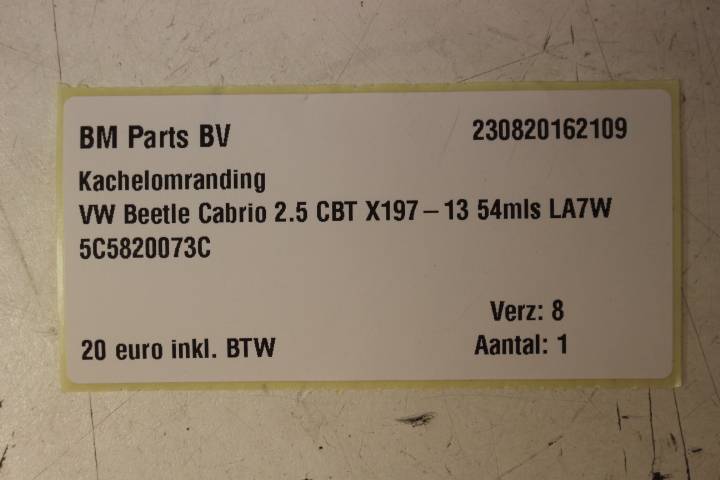 BM Parts BV 230820162109
Kachelomranding
VW Beetle Cabrio 2.5 CBT X197 – 13 54mls LA7W
5C5820073C
Verz: 8
20 euro inkl. BTW Aantal: 1